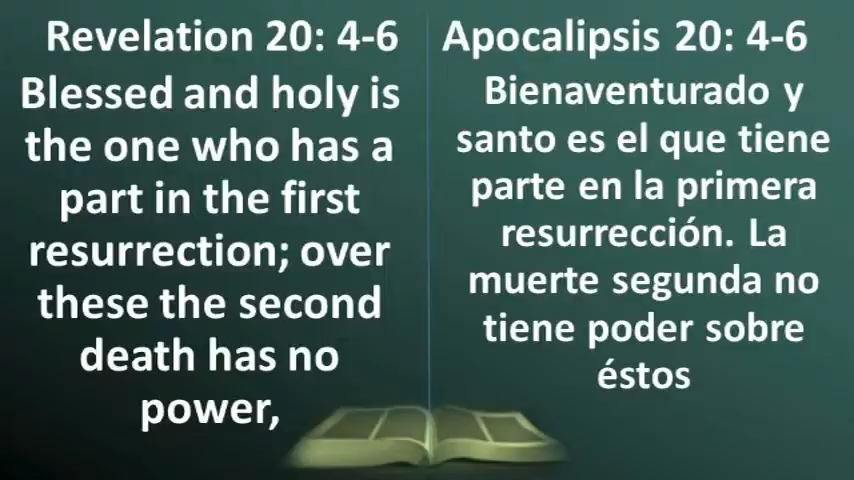 Revelation 20: 4-6
Blessed and holy is
the one who has a
part in the first
resurrection; over
these the second
death has no
power,
Apocalipsis 20: 4-6
Bienaventurado y
santo es el que tiene
parte en la primera
resurrección. La
muerte segunda no
tiene poder sobre
éstos